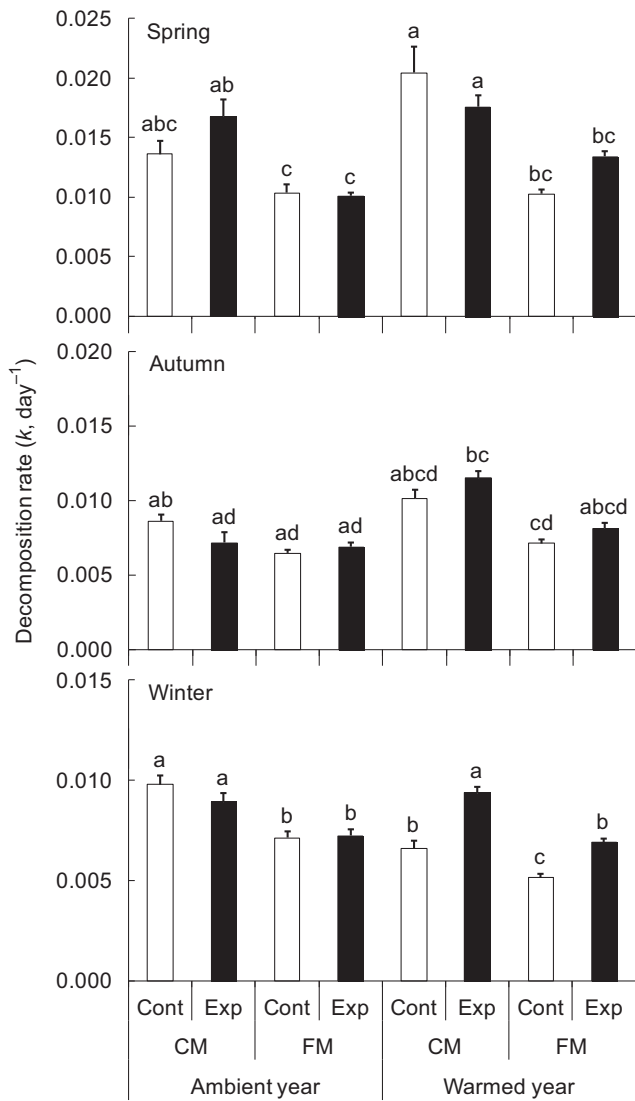 Decomposition rate (k, day⁻¹)
Spring
0.025
0.020
0.015
0.010
0.005
0.000
abc ab c c a a bc bc
Autumn
0.020
0.015
0.010
0.005
0.000
ab ad ad ad abcd bc cd abcd
Winter
0.015
0.010
0.005
0.000
a a b b b a c b
Cont Exp Cont Exp Cont Exp Cont Exp
CM FM CM FM
Ambient year Warmed year